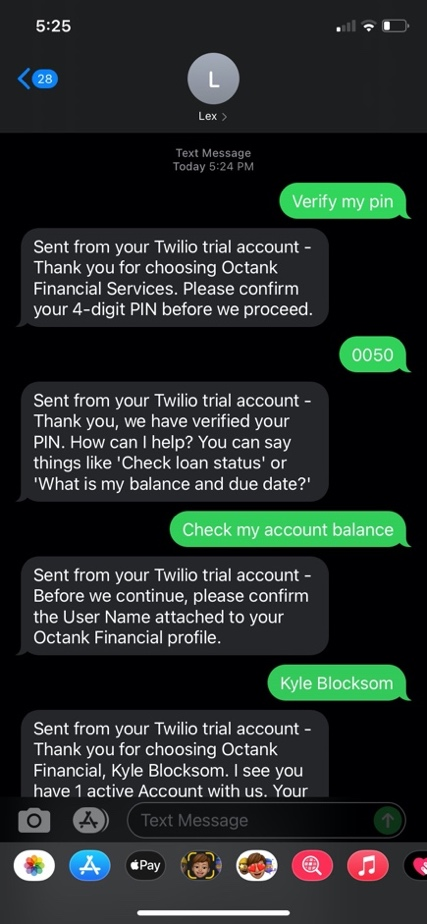 5:25
28
L
Lex
Text Message
Today 5:24 PM
Verify my pin
Sent from your Twilio trial account -
Thank you for choosing Octank
Financial Services. Please confirm
your 4-digit PIN before we proceed.
0050
Sent from your Twilio trial account -
Thank you, we have verified your
PIN. How can I help? You can say
things like 'Check loan status' or
'What is my balance and due date?'
Check my account balance
Sent from your Twilio trial account -
Before we continue, please confirm
the User Name attached to your
Octank Financial profile.
Kyle Blocksom
Sent from your Twilio trial account -
Thank you for choosing Octank
Financial, Kyle Blocksom. I see you
have 1 active Account with us. Your
Text Message
Pay